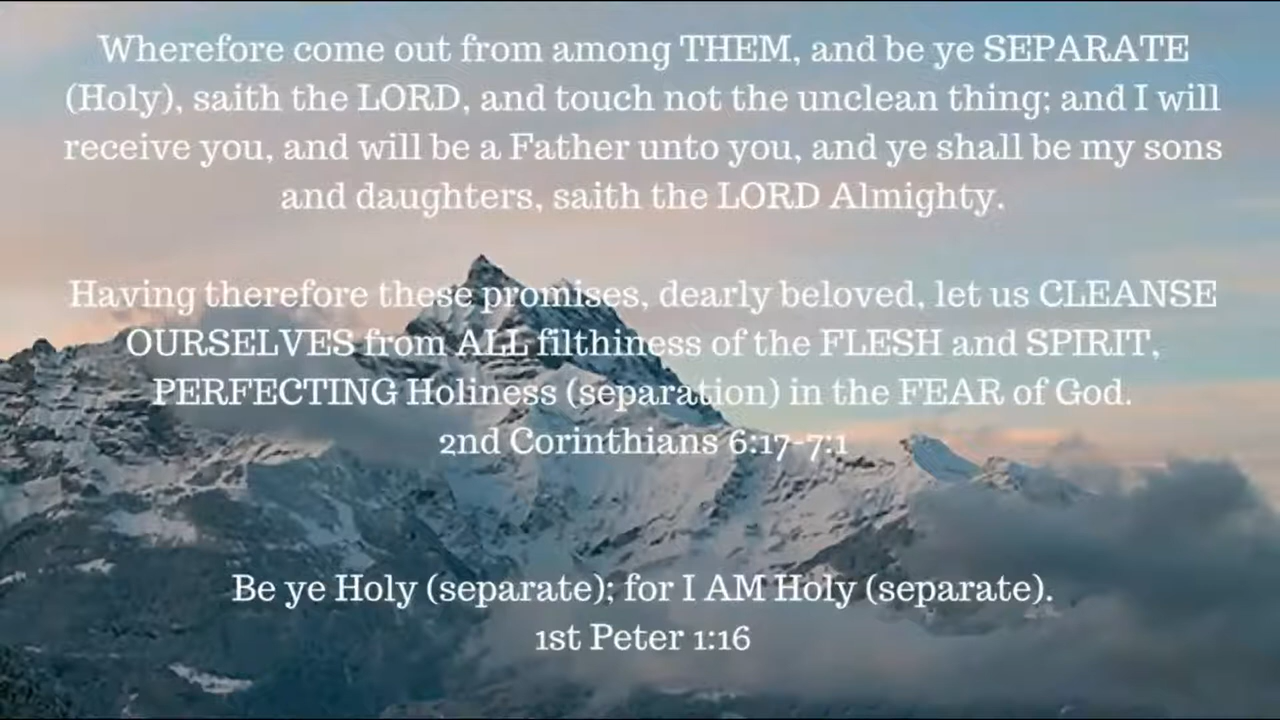 Wherefore come out from among THEM, and be ye SEPARATE
(Holy), saith the LORD, and touch not the unclean thing; and I will
receive you, and will be a Father unto you, and ye shall be my sons
and daughters, saith the LORD Almighty.
Having therefore these promises, dearly beloved, let us CLEANSE
OURSELVES from ALL filthiness of the FLESH and SPIRIT,
PERFECTING Holiness (separation) in the FEAR of God.
2nd Corinthians 6:17-7:1
Be ye Holy (separate); for I AM Holy (separate).
1st Peter 1:16